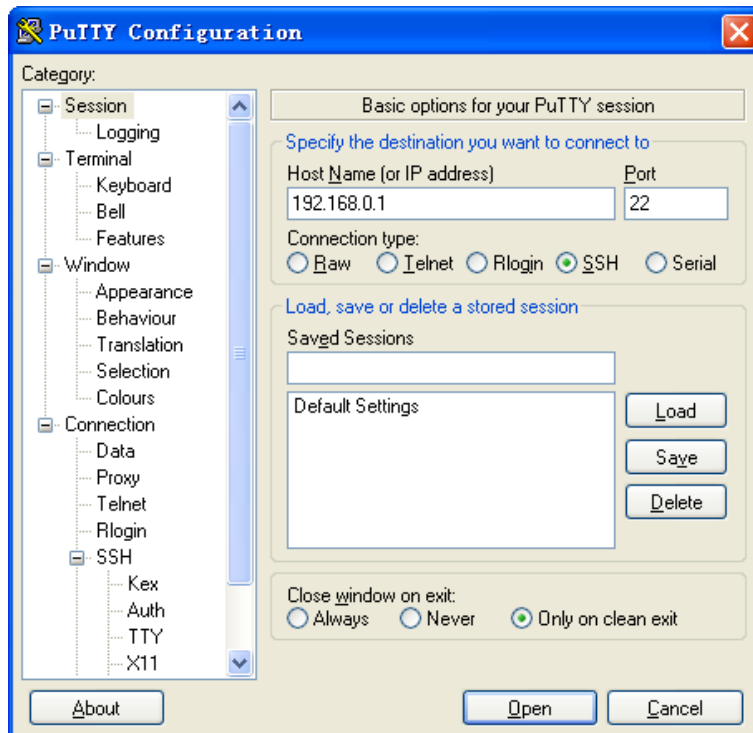 PuTTY Configuration
Category:
Session
Logging
Terminal
Keyboard
Bell
Features
Window
Appearance
Behaviour
Translation
Selection
Colours
Connection
Data
Proxy
Telnet
Rlogin
SSH
Kex
Auth
TTY
X11
Basic options for your PuTTY session
Specify the destination you want to connect to
Host Name (or IP address) Port
192.168.0.1 22
Connection type:
Raw Telnet Rlogin SSH Serial
Load, save or delete a stored session
Saved Sessions
Default Settings
Load
Save
Delete
Close window on exit:
Always Never Only on clean exit
About Open Cancel